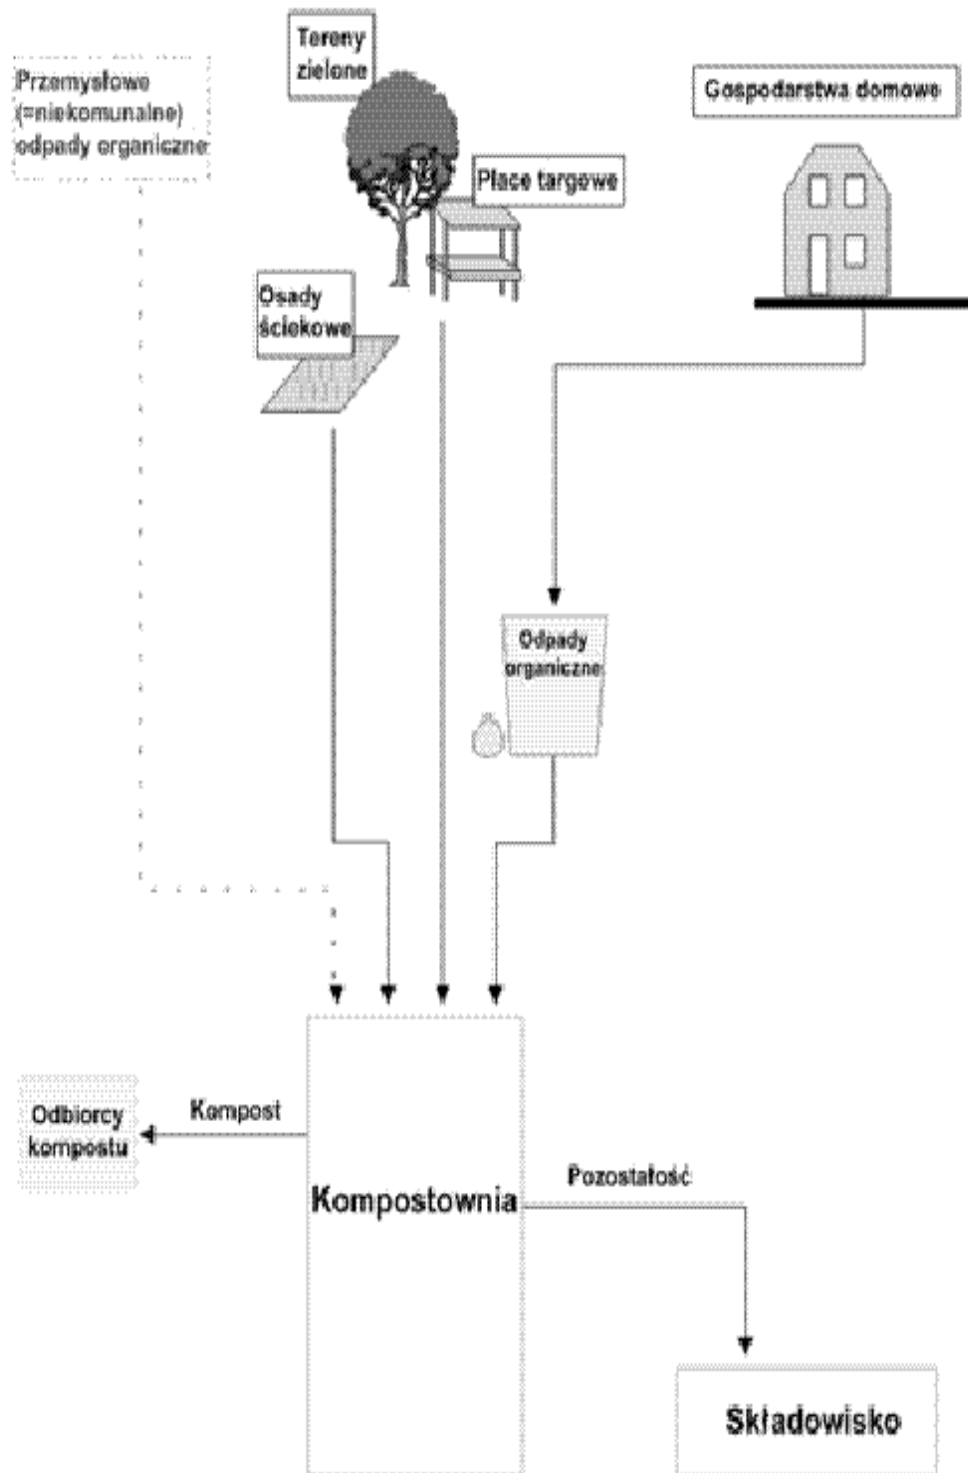 Tereny
zielone
Przemysłowe
(=niekomunalne)
odpady organiczne
Gospodarstwa domowe
Place targowe
Osady
ściekowe
Odpady
organiczne
Odbiorcy
kompostu
Kompost
Kompostownia
Pozostałość
Składowisko